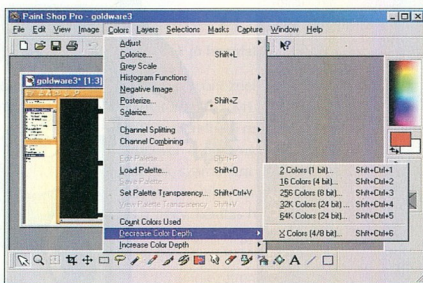 Paint Shop Pro - goldware3
File Edit View Image Colors Layers Selections Masks Capture Window Help
Adjust
Colorize... Shift+L
Grey Scale
Histogram Functions
Negative Image
Posterize... Shift+Z
Solarize...
Channel Splitting
Channel Combining
Edit Palette... Shift+P
Load Palette... Shift+O
Save Palette...
Set Palette Transparency... Shift+Ctrl+V
View Palette Transparency Shift+V
Count Colors Used
Decrease Color Depth
Increase Color Depth
goldware3* [1:3]
2 Colors (1 bit)... Shift+Ctrl+1
16 Colors (4 bit)... Shift+Ctrl+2
256 Colors (8 bit)... Shift+Ctrl+3
32K Colors (24 bit)... Shift+Ctrl+4
64K Colors (24 bit)... Shift+Ctrl+5
X Colors (4/8 bit)... Shift+Ctrl+6